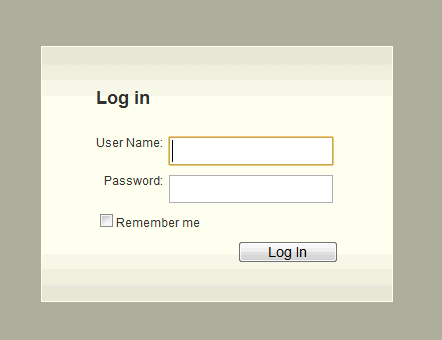 Log in
User Name:
Password:
Remember me
Log In